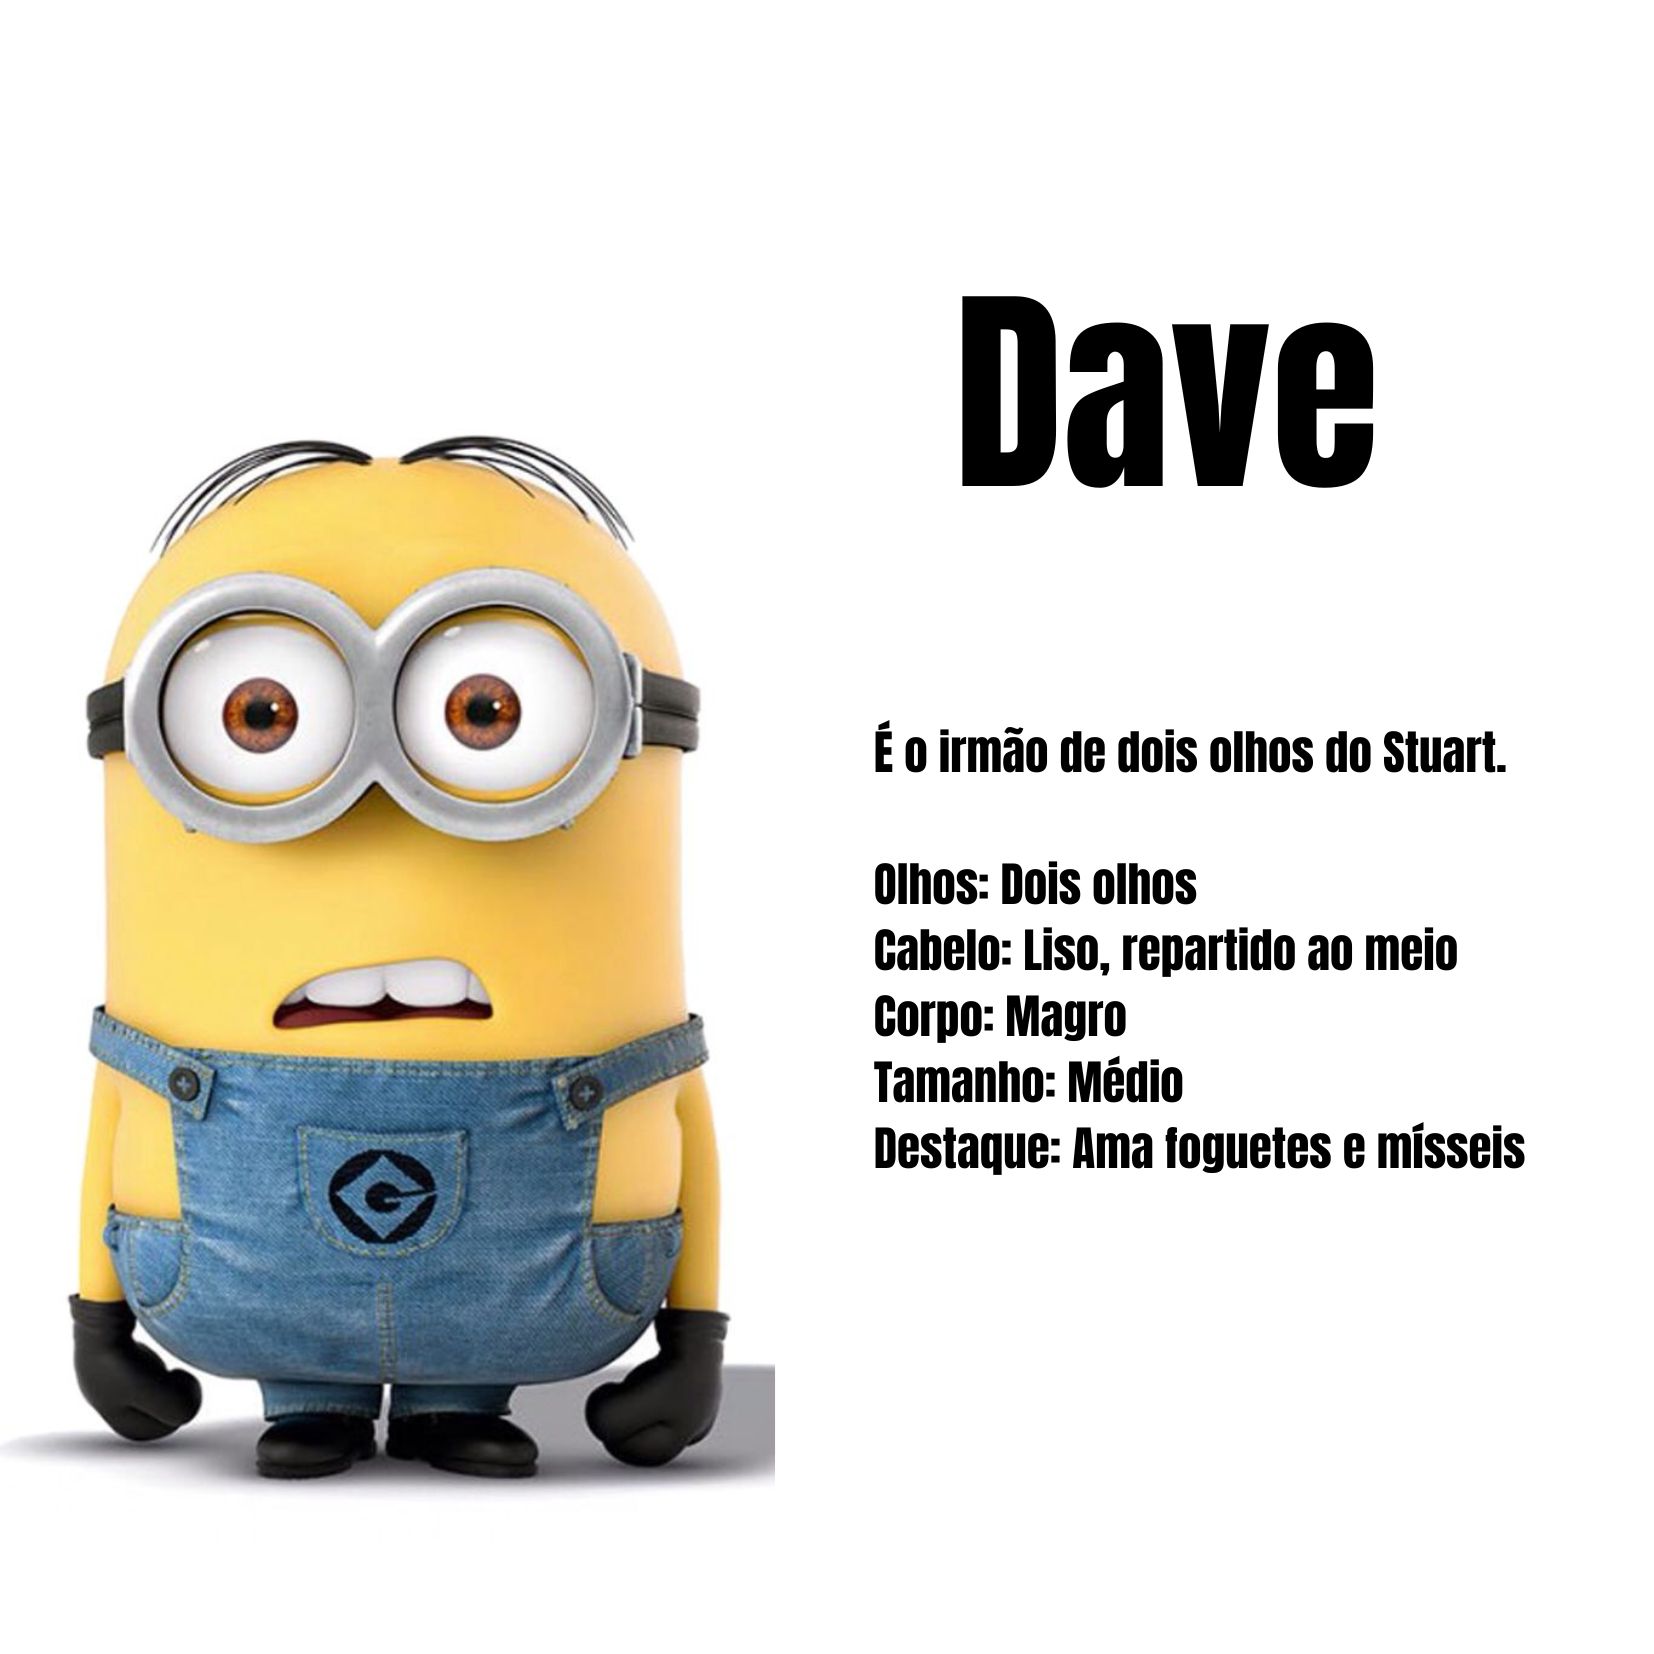 Dave
É o irmão de dois olhos do Stuart.
Olhos: Dois olhos
Cabelo: Liso, repartido ao meio
Corpo: Magro
Tamanho: Médio
Destaque: Ama foguetes e mísseis